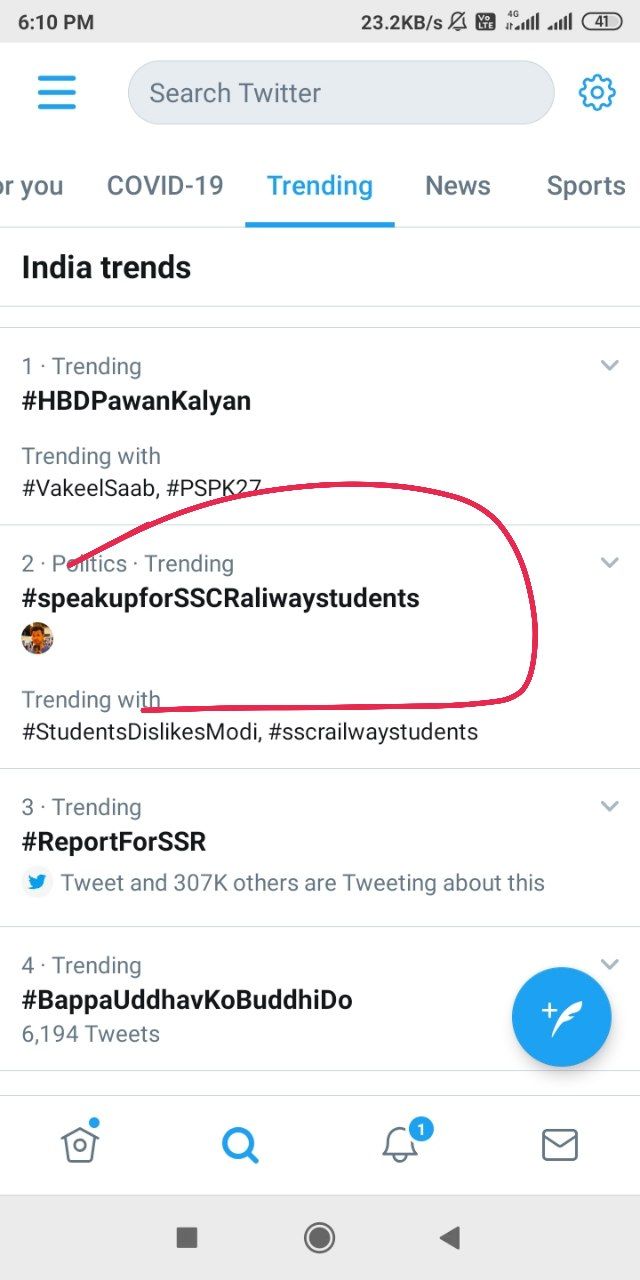 6:10 PM 23.2KB/s Vo LTE 4G 41
Search Twitter
or you COVID-19 Trending News Sports
India trends
1 · Trending
#HBDPawanKalyan
Trending with
#VakeelSaab, #PSPK27
2 · Politics · Trending
#speakupforSSCRaliwaystudents
Trending with
#StudentsDislikesModi, #sscrailwaystudents
3 · Trending
#ReportForSSR
Tweet and 307K others are Tweeting about this
4 · Trending
#BappaUddhavKoBuddhiDo
6,194 Tweets
1